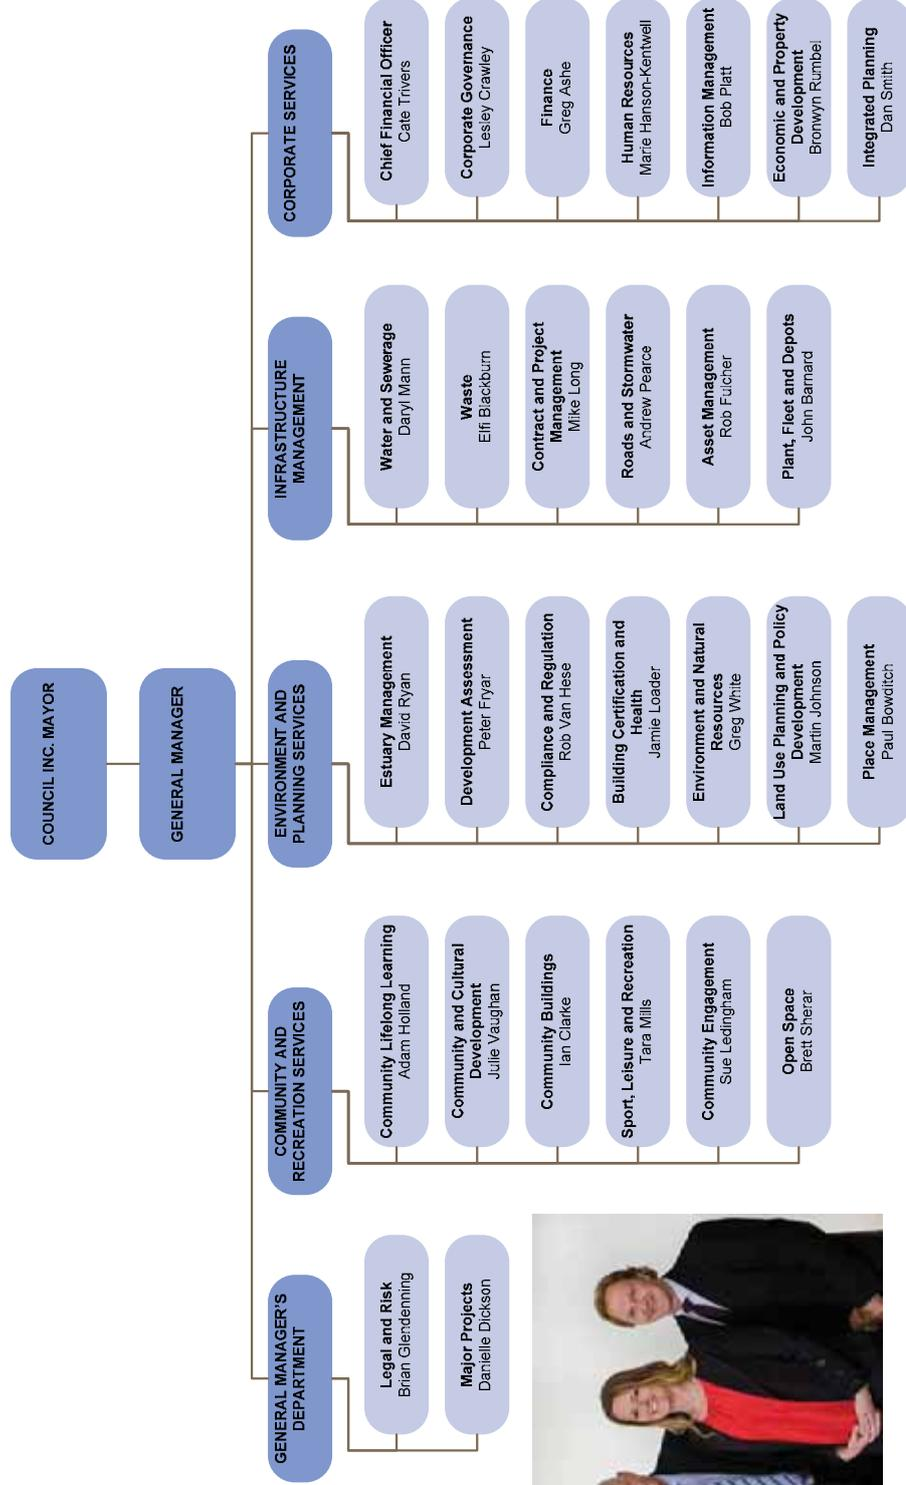 COUNCIL INC. MAYOR
GENERAL MANAGER
GENERAL MANAGER'S
DEPARTMENT
Legal and Risk
Brian Glendenning
Major Projects
Danielle Dickson
COMMUNITY AND
RECREATION SERVICES
Community Lifelong Learning
Adam Holland
Community and Cultural
Development
Julie Vaughan
Community Buildings
Ian Clarke
Sport, Leisure and Recreation
Tara Mills
Community Engagement
Sue Ledingham
Open Space
Brett Sherar
ENVIRONMENT AND
PLANNING SERVICES
Estuary Management
David Ryan
Development Assessment
Peter Fryar
Compliance and Regulation
Rob Van Hese
Building Certification and
Health
Jamie Loader
Environment and Natural
Resources
Greg White
Land Use Planning and Policy
Development
Martin Johnson
Place Management
Paul Bowditch
INFRASTRUCTURE
MANAGEMENT
Water and Sewerage
Daryl Mann
Waste
Elfi Blackburn
Contract and Project
Management
Mike Long
Roads and Stormwater
Andrew Pearce
Asset Management
Rob Fulcher
Plant, Fleet and Depots
John Barnard
CORPORATE SERVICES
Chief Financial Officer
Cate Trivers
Corporate Governance
Lesley Crawley
Finance
Greg Ashe
Human Resources
Marie Hanson-Kentwell
Information Management
Bob Platt
Economic and Property
Development
Bronwyn Rumbel
Integrated Planning
Dan Smith